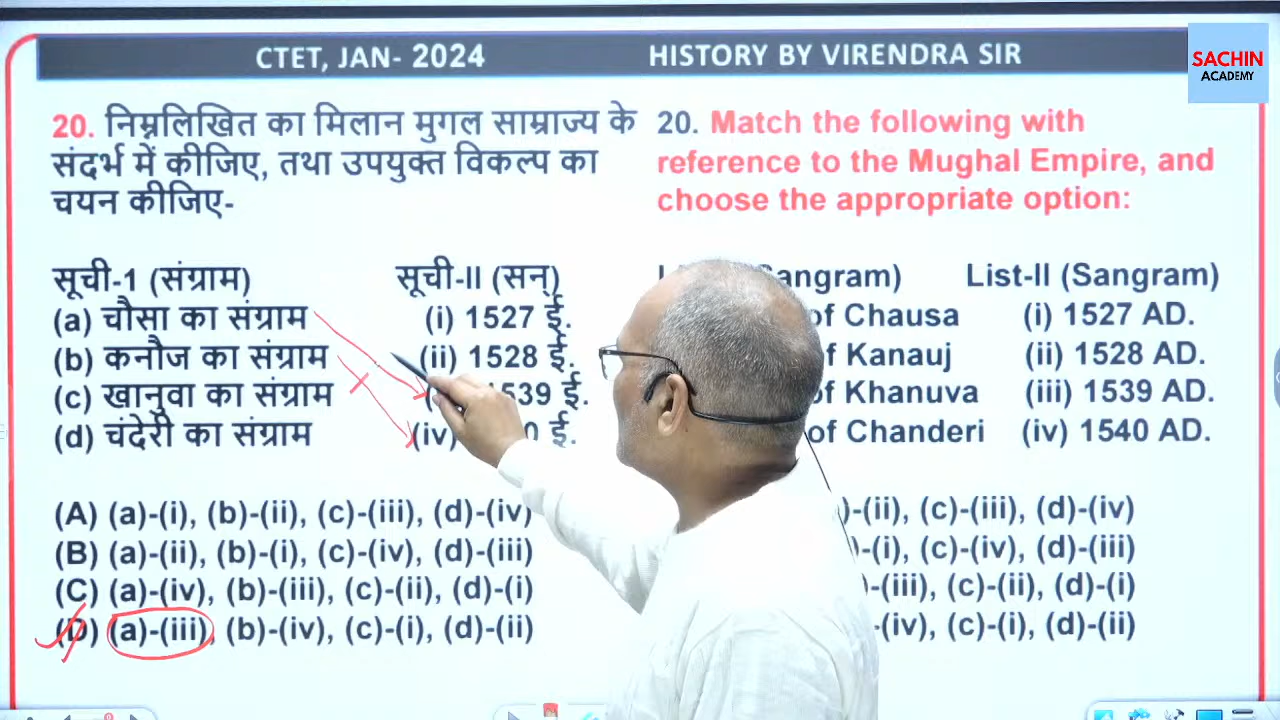 CTET, JAN- 2024 HISTORY BY VIRENDRA SIR
SACHIN
ACADEMY
20. निम्नलिखित का मिलान मुगल साम्राज्य के
संदर्भ में कीजिए, तथा उपयुक्त विकल्प का
चयन कीजिए-
सूची-1 (संग्राम) सूची-II (सन्)
(a) चौसा का संग्राम (i) 1527 ई.
(b) कनौज का संग्राम (ii) 1528 ई.
(c) खानुवा का संग्राम ई.
(d) चंदेरी का संग्राम (iv) ई.
(A) (a)-(i), (b)-(ii), (c)-(iii), (d)-(iv)
(B) (a)-(ii), (b)-(i), (c)-(iv), (d)-(iii)
(C) (a)-(iv), (b)-(iii), (c)-(ii), (d)-(i)
(D) (a)-(iii), (b)-(iv), (c)-(i), (d)-(ii)
20. Match the following with
reference to the Mughal Empire, and
choose the appropriate option:
List-II (Sangram)
of Chausa (i) 1527 AD.
Kanauj (ii) 1528 AD.
of Khanuva (iii) 1539 AD.
of Chanderi (iv) 1540 AD.
-(ii), (c)-(iii), (d)-(iv)
-(i), (c)-(iv), (d)-(iii)
-(iii), (c)-(ii), (d)-(i)
-(iv), (c)-(i), (d)-(ii)